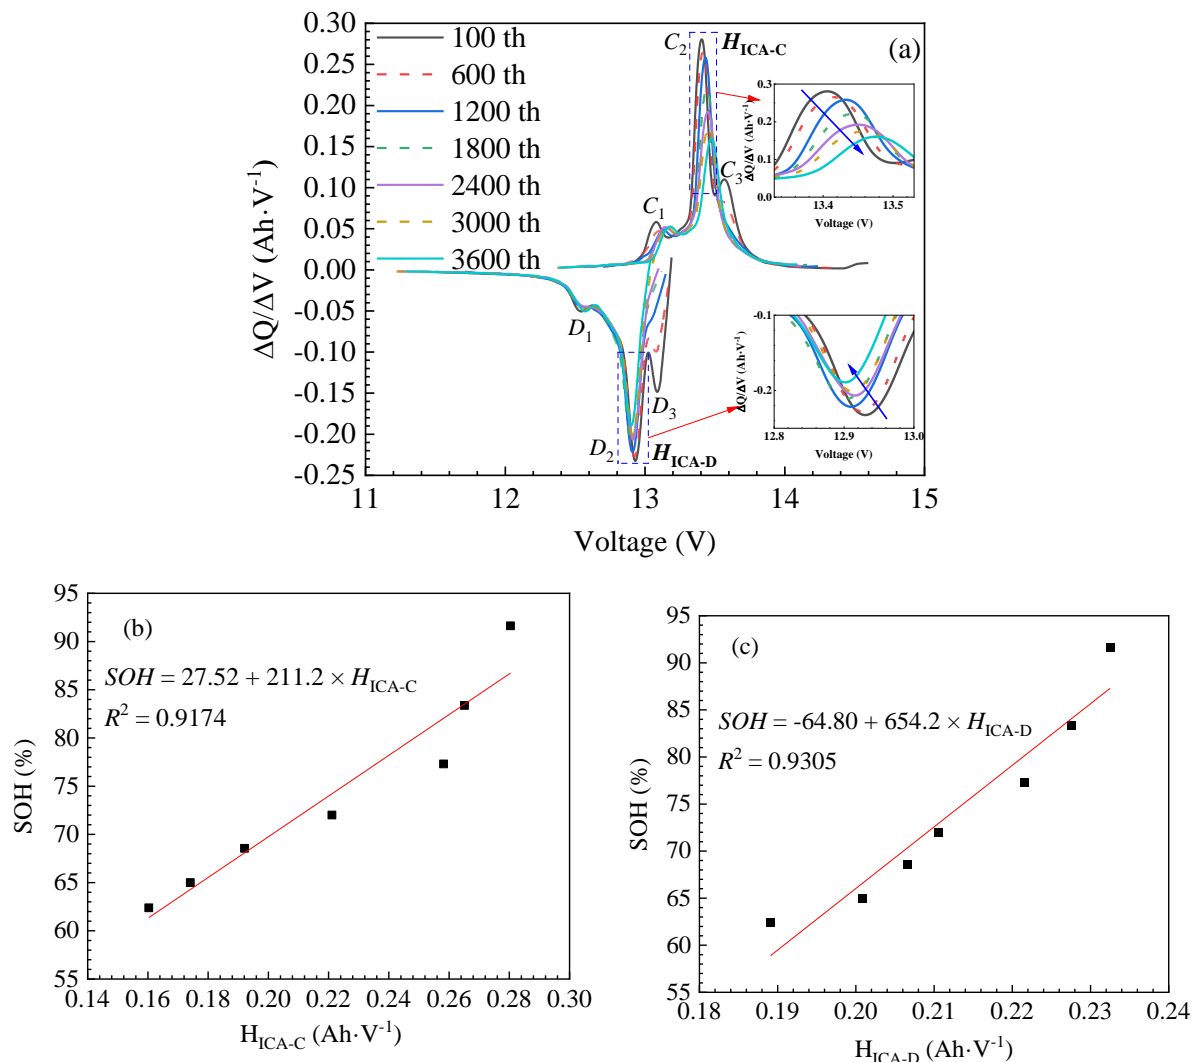 (a)
0.30
0.25
0.20
0.15
0.10
0.05
0.00
-0.05
-0.10
-0.15
-0.20
-0.25
ΔQ/ΔV (Ah·V⁻¹)
100 th
600 th
1200 th
1800 th
2400 th
3000 th
3600 th
C₂
H_ICA-C
C₃
C₁
D₁
D₃
D₂
H_ICA-D
11 12 13 14 15
Voltage (V)
0.3
0.2
0.1
0.0
ΔQ/ΔV (Ah·V⁻¹)
13.4 13.5
Voltage (V)
-0.1
-0.2
ΔQ/ΔV (Ah·V⁻¹)
12.8 12.9 13.0
Voltage (V)
(b)
SOH = 27.52 + 211.2 × H_ICA-C
R² = 0.9174
95
90
85
80
75
70
65
60
55
SOH (%)
0.14 0.16 0.18 0.20 0.22 0.24 0.26 0.28 0.30
H_ICA-C (Ah·V⁻¹)
(c)
SOH = -64.80 + 654.2 × H_ICA-D
R² = 0.9305
95
90
85
80
75
70
65
60
55
SOH (%)
0.18 0.19 0.20 0.21 0.22 0.23 0.24
H_ICA-D (Ah·V⁻¹)